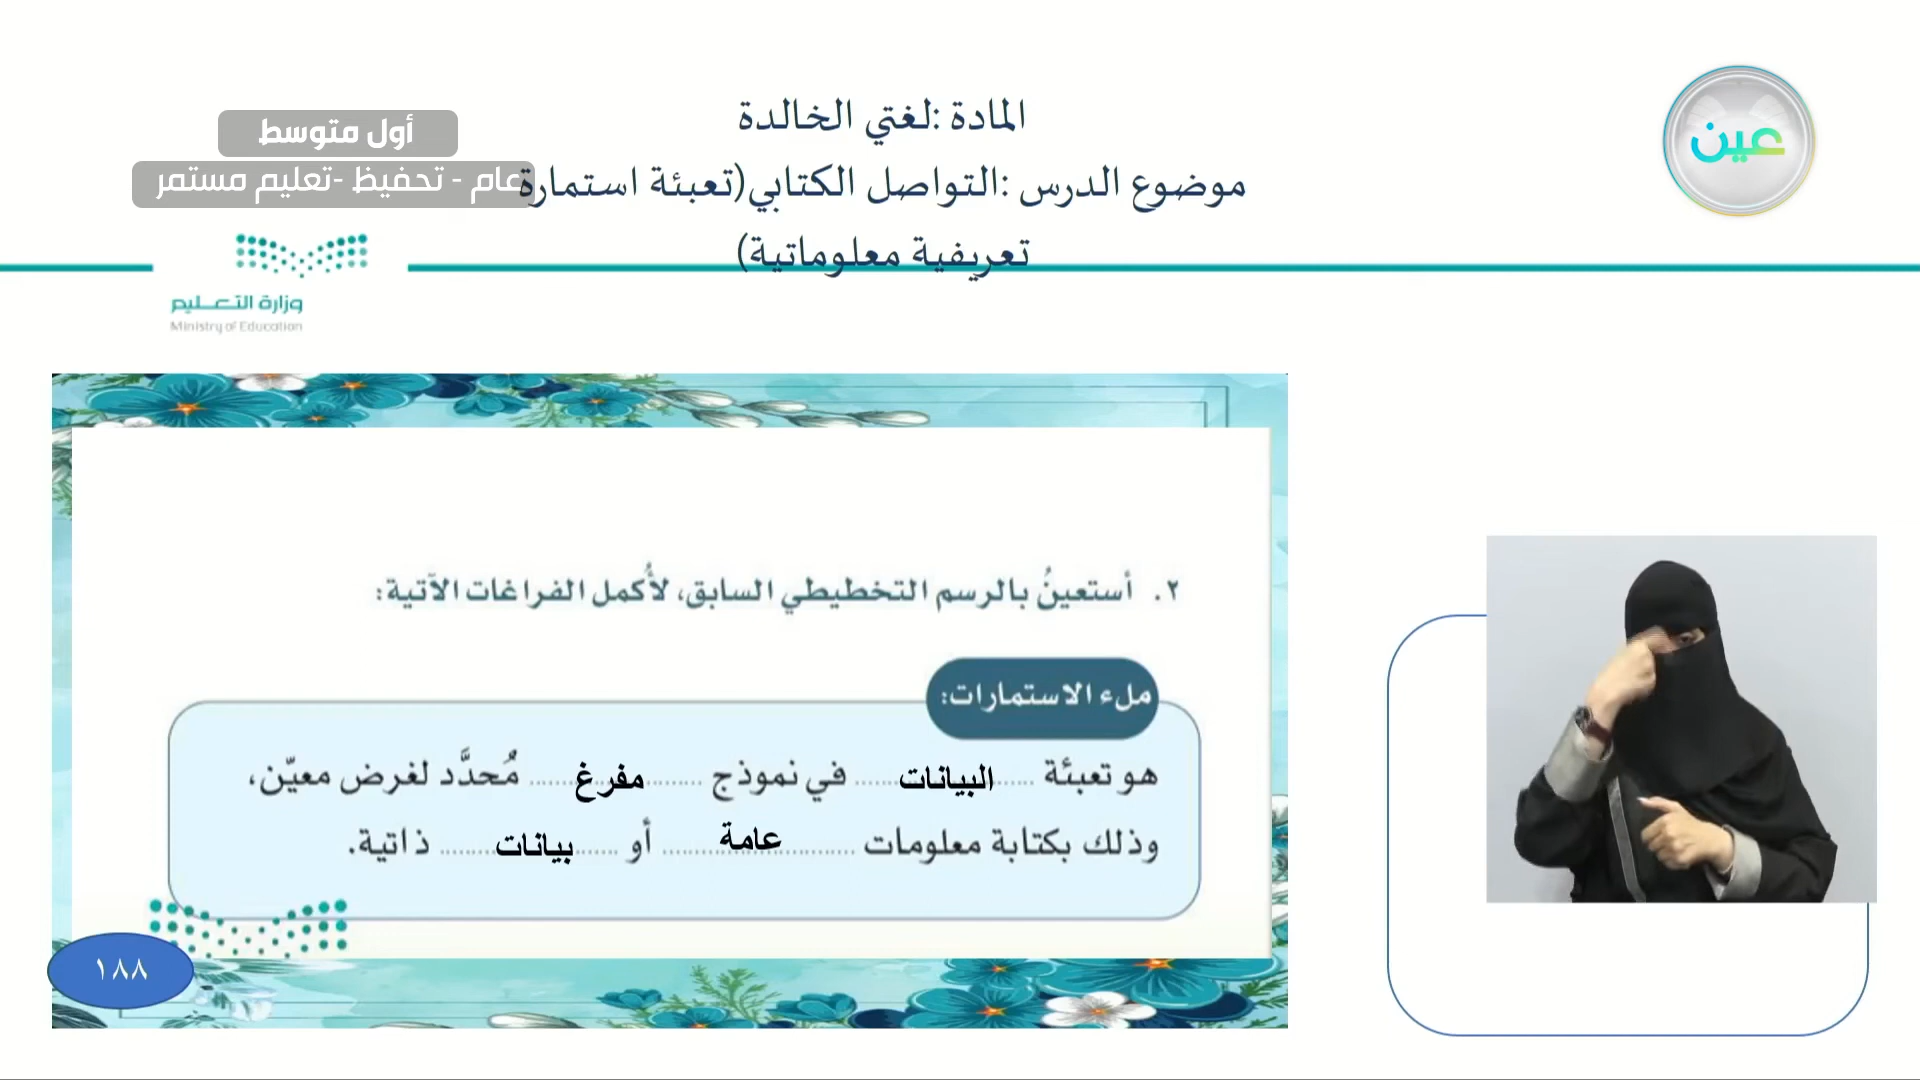 المادة :لغتي الخالدة
موضوع الدرس :التواصل الكتابي(تعبئة استمارة
تعريفية معلوماتية)
أول متوسط
عام - تحفيظ -تعليم مستمر
عين
وزارة التعـــليم
Ministry of Education
٢. أستعينُ بالرسم التخطيطي السابق، لأُكمل الفراغات الآتية:
ملء الاستمارات:
هو تعبئة ..... البيانات ..... في نموذج ..... مفرغ ..... مُحدَّد لغرض معيّن،
وذلك بكتابة معلومات ..... عامة ..... أو ..... بيانات ..... ذاتية.
١٨٨